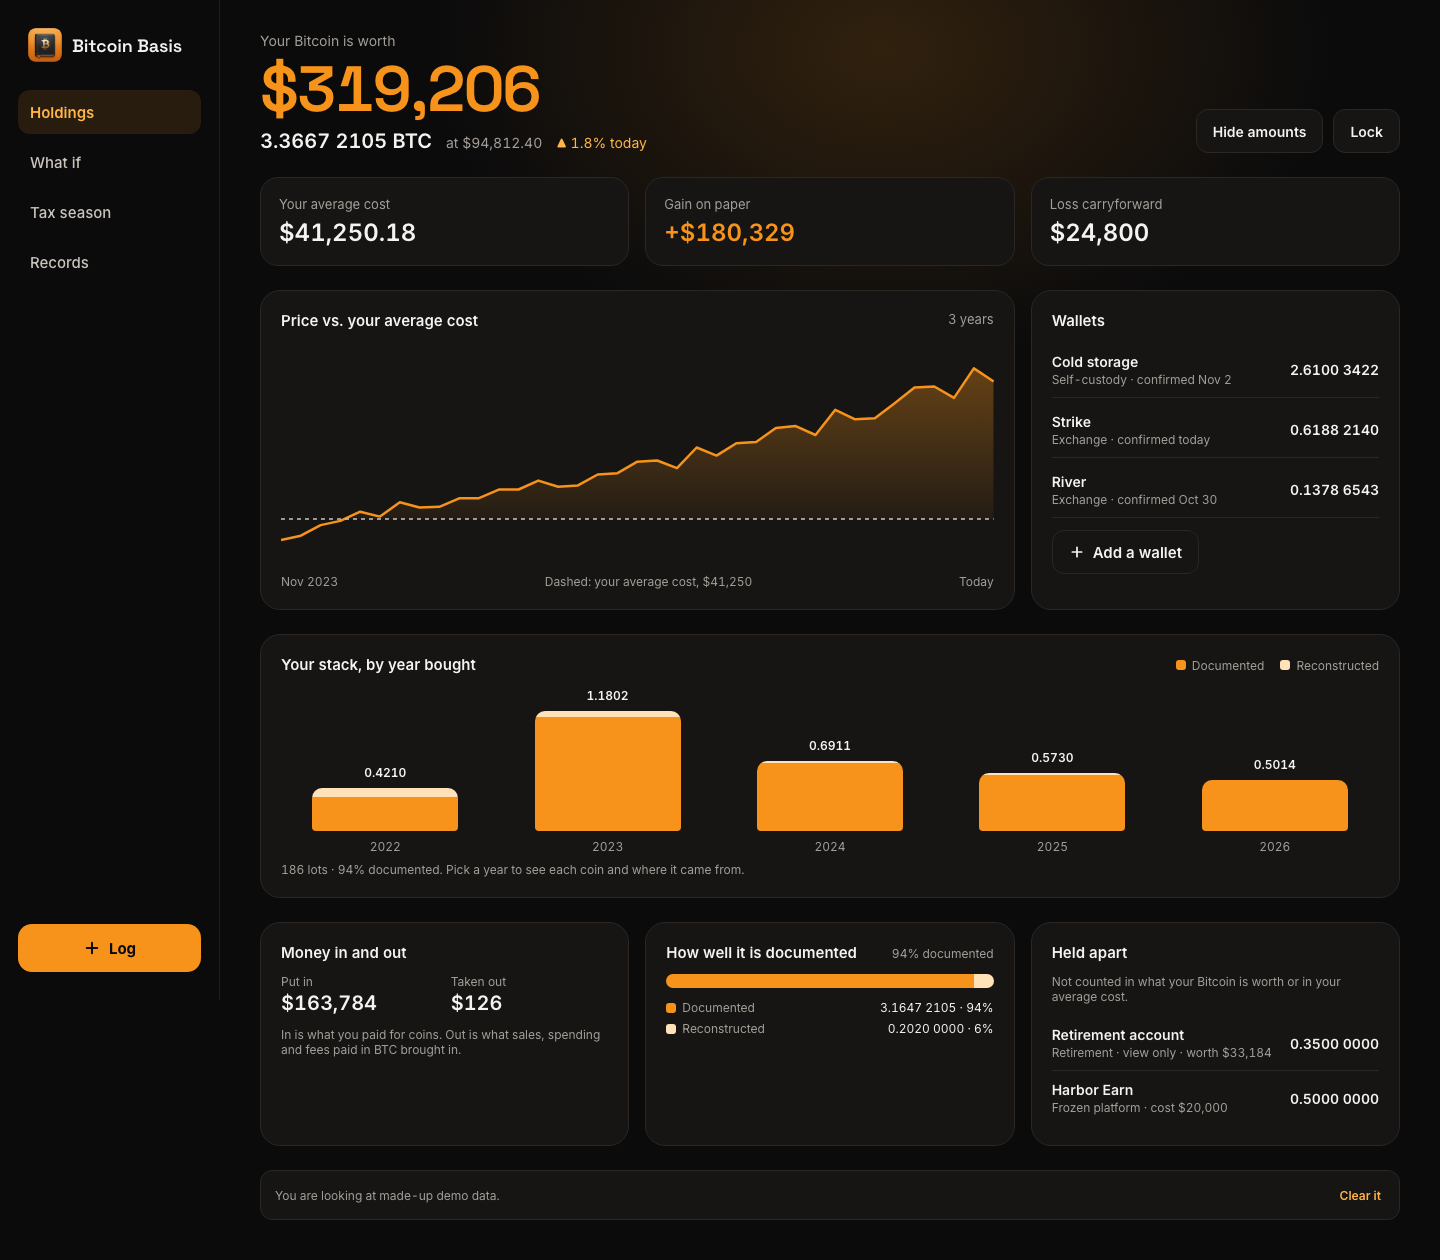 Bitcoin Basis
Holdings
What if
Tax season
Records
+ Log
Your Bitcoin is worth
$319,206
3.3667 2105 BTC at $94,812.40 ▲ 1.8% today
Hide amounts
Lock
Your average cost
$41,250.18
Gain on paper
+$180,329
Loss carryforward
$24,800
Price vs. your average cost
3 years
Nov 2023
Dashed: your average cost, $41,250
Today
Wallets
Cold storage
Self-custody · confirmed Nov 2
2.6100 3422
Strike
Exchange · confirmed today
0.6188 2140
River
Exchange · confirmed Oct 30
0.1378 6543
+ Add a wallet
Your stack, by year bought
Documented
Reconstructed
0.4210
1.1802
0.6911
0.5730
0.5014
2022
2023
2024
2025
2026
186 lots · 94% documented. Pick a year to see each coin and where it came from.
Money in and out
Put in
$163,784
Taken out
$126
In is what you paid for coins. Out is what sales, spending
and fees paid in BTC brought in.
How well it is documented
94% documented
Documented
3.1647 2105 · 94%
Reconstructed
0.2020 0000 · 6%
Held apart
Not counted in what your Bitcoin is worth or in your
average cost.
Retirement account
Retirement · view only · worth $33,184
0.3500 0000
Harbor Earn
Frozen platform · cost $20,000
0.5000 0000
You are looking at made-up demo data.
Clear it